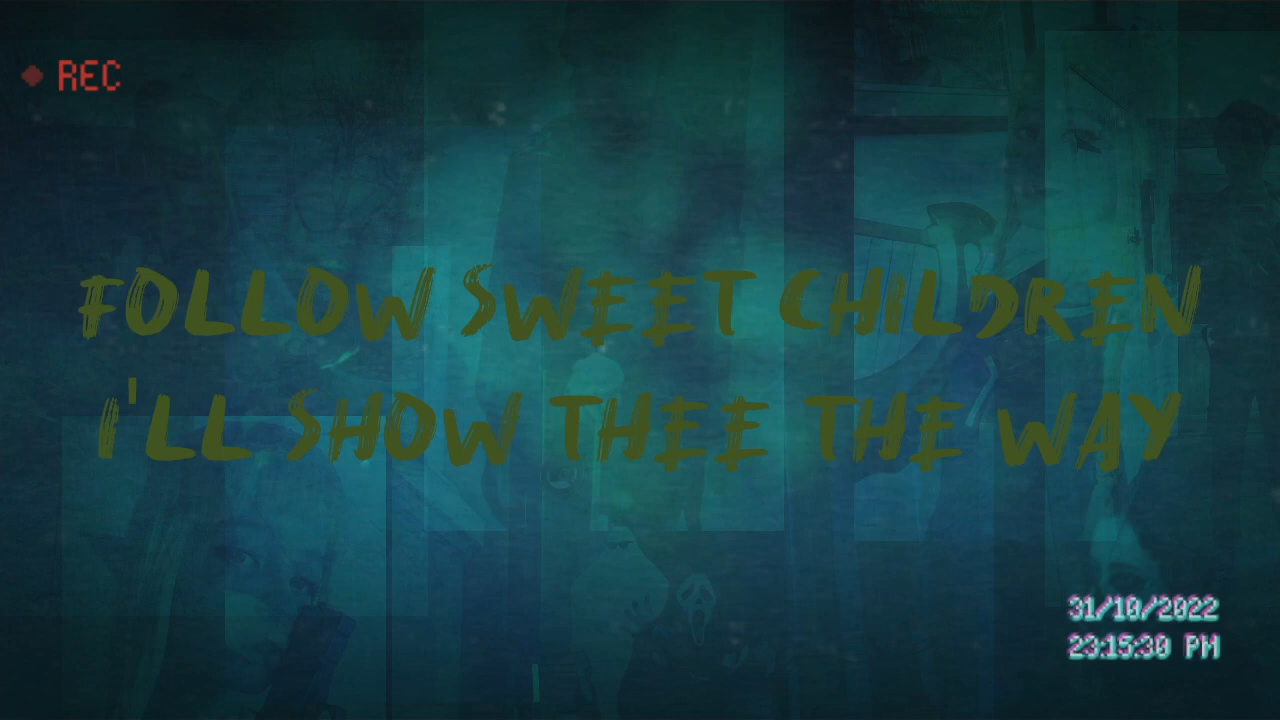 REC
FOLLOW SWEET CHILDREN
I'LL SHOW THEE THE WAY
31/10/2022
23:15:30 PM